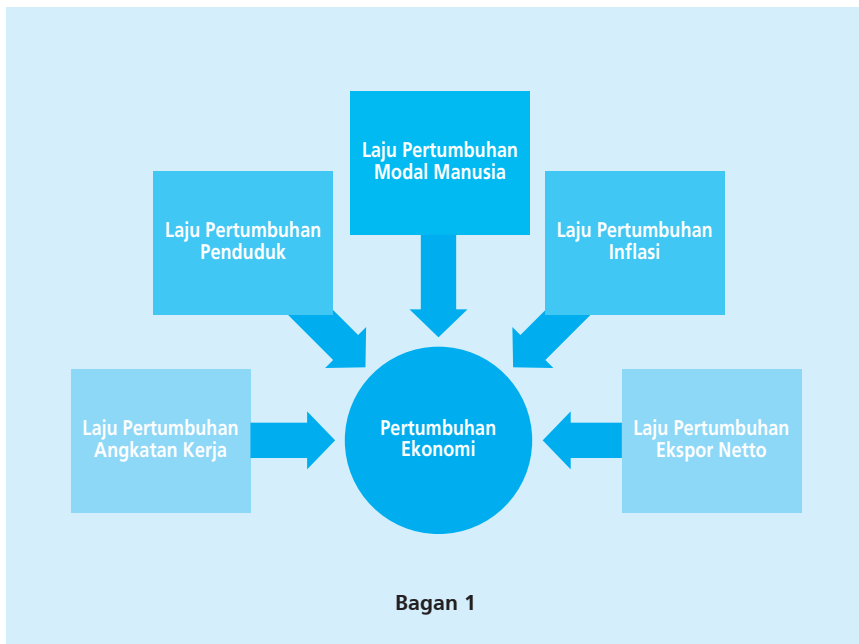 Laju Pertumbuhan
Modal Manusia
Laju Pertumbuhan
Penduduk
Laju Pertumbuhan
Inflasi
Laju Pertumbuhan
Angkatan Kerja
Pertumbuhan
Ekonomi
Laju Pertumbuhan
Ekspor Netto
Bagan 1